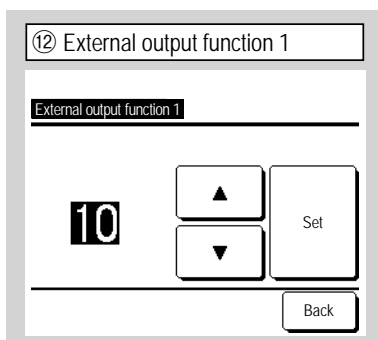 ⑫ External output function 1
External output function 1
10
▲
Set
▼
Back